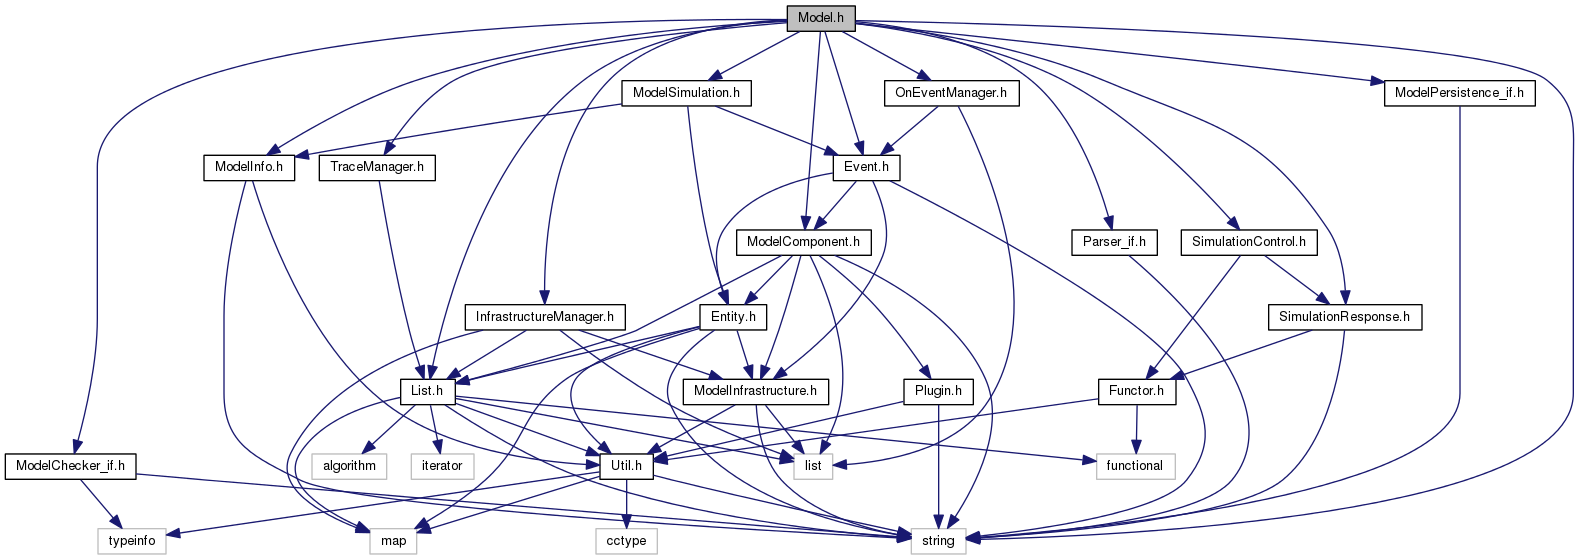 Model.h
ModelSimulation.h
OnEventManager.h
ModelPersistence_if.h
ModelInfo.h
TraceManager.h
Event.h
ModelComponent.h
Parser_if.h
SimulationControl.h
InfrastructureManager.h
Entity.h
SimulationResponse.h
List.h
ModelInfrastructure.h
Plugin.h
Functor.h
ModelChecker_if.h
algorithm
iterator
Util.h
list
functional
typeinfo
map
cctype
string